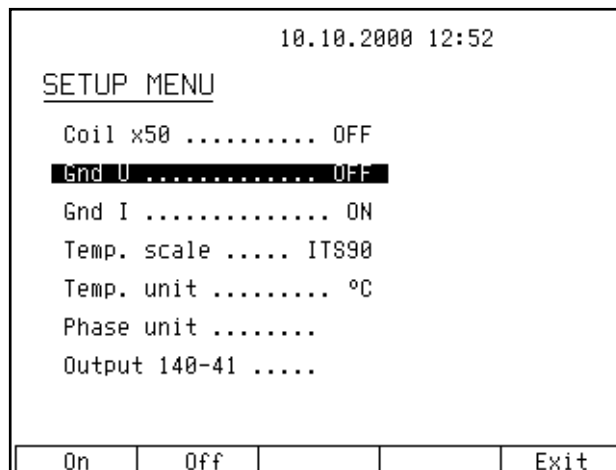 10.10.2000 12:52
SETUP MENU
Coil x50 .......... OFF
Gnd U .............. OFF
Gnd I .............. ON
Temp. scale ..... ITS90
Temp. unit ......... ºC
Phase unit ........
Output 140-41 .....
On Off Exit